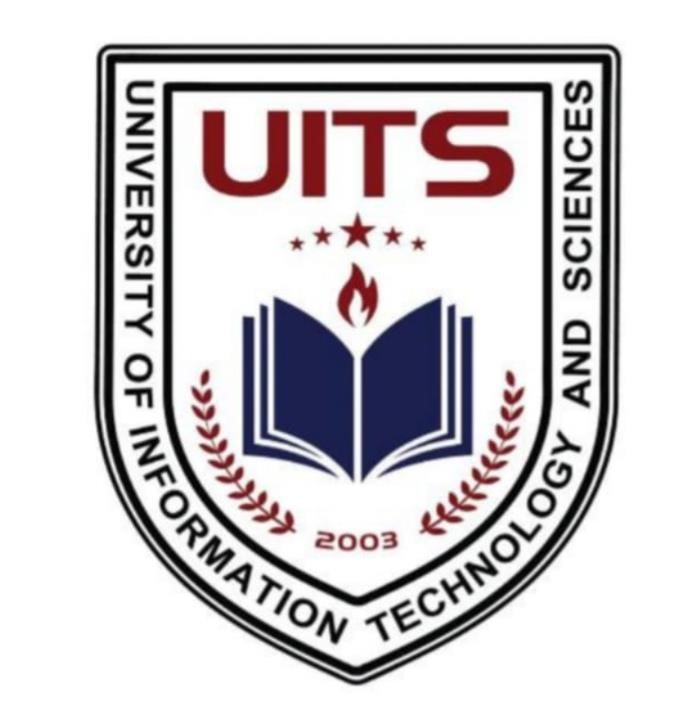 UITS
2003
UNIVERSITY OF INFORMATION TECHNOLOGY AND SCIENCES